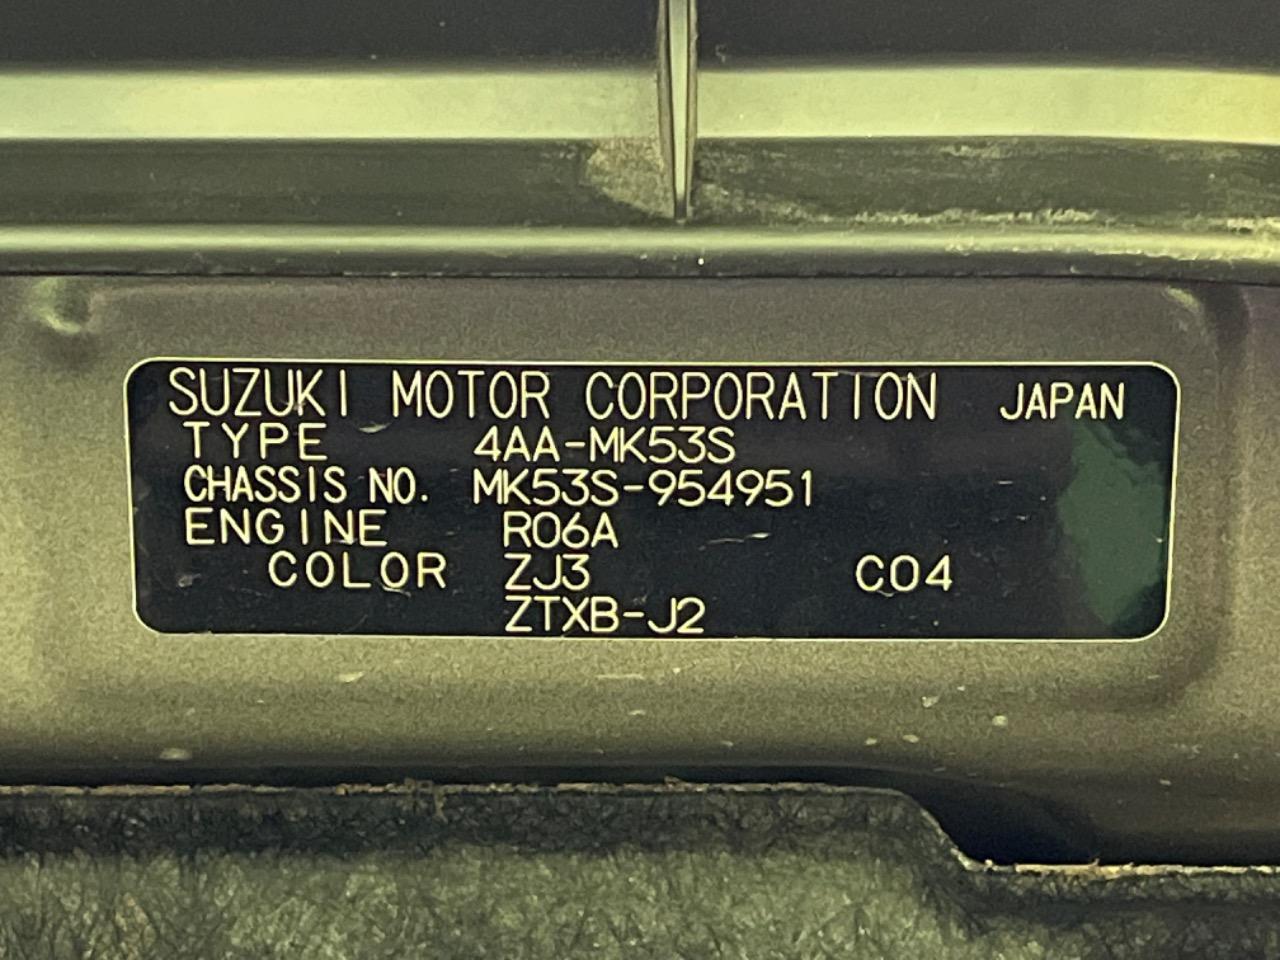 SUZUKI MOTOR CORPORATION JAPAN
TYPE 4AA-MK53S
CHASSIS NO. MK53S-954951
ENGINE R06A
COLOR ZJ3 C04
ZTXB-J2